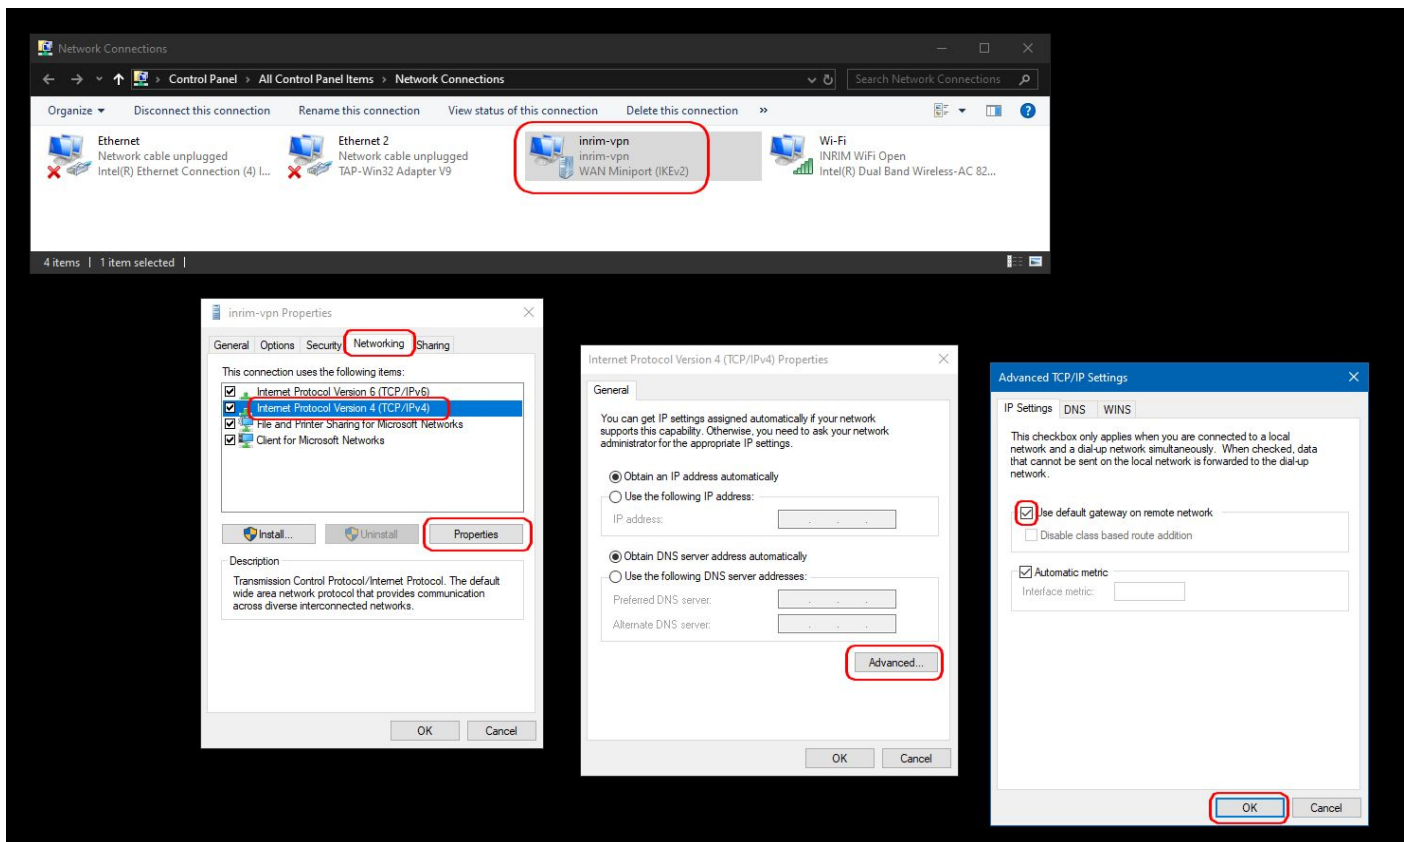 Network Connections
Control Panel > All Control Panel Items > Network Connections
Search Network Connections
Organize
Disconnect this connection
Rename this connection
View status of this connection
Delete this connection
»
Ethernet
Network cable unplugged
Intel(R) Ethernet Connection (4) I...
Ethernet 2
Network cable unplugged
TAP-Win32 Adapter V9
inrim-vpn
inrim-vpn
WAN Miniport (IKEv2)
Wi-Fi
INRIM WiFi Open
Intel(R) Dual Band Wireless-AC 82...
4 items
1 item selected
inrim-vpn Properties
General Options Security Networking Sharing
This connection uses the following items:
Internet Protocol Version 6 (TCP/IPv6)
Internet Protocol Version 4 (TCP/IPv4)
File and Printer Sharing for Microsoft Networks
Client for Microsoft Networks
Install...
Uninstall
Properties
Description
Transmission Control Protocol/Internet Protocol. The default
wide area network protocol that provides communication
across diverse interconnected networks.
OK
Cancel
Internet Protocol Version 4 (TCP/IPv4) Properties
General
You can get IP settings assigned automatically if your network
supports this capability. Otherwise, you need to ask your network
administrator for the appropriate IP settings.
Obtain an IP address automatically
Use the following IP address:
IP address:
Obtain DNS server address automatically
Use the following DNS server addresses:
Preferred DNS server:
Alternate DNS server:
Advanced...
OK
Cancel
Advanced TCP/IP Settings
IP Settings DNS WINS
This checkbox only applies when you are connected to a local
network and a dial-up network simultaneously. When checked, data
that cannot be sent on the local network is forwarded to the dial-up
network.
Use default gateway on remote network
Disable class based route addition
Automatic metric
Interface metric:
OK
Cancel